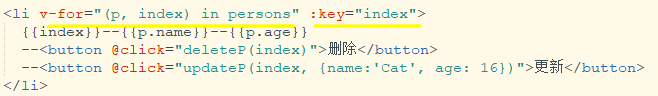 <li v-for="(p, index) in persons" :key="index">
{{index}}--{{p.name}}--{{p.age}}
--<button @click="deleteP(index)">删除</button>
--<button @click="updateP(index, {name:'Cat', age: 16})">更新</button>
</li>